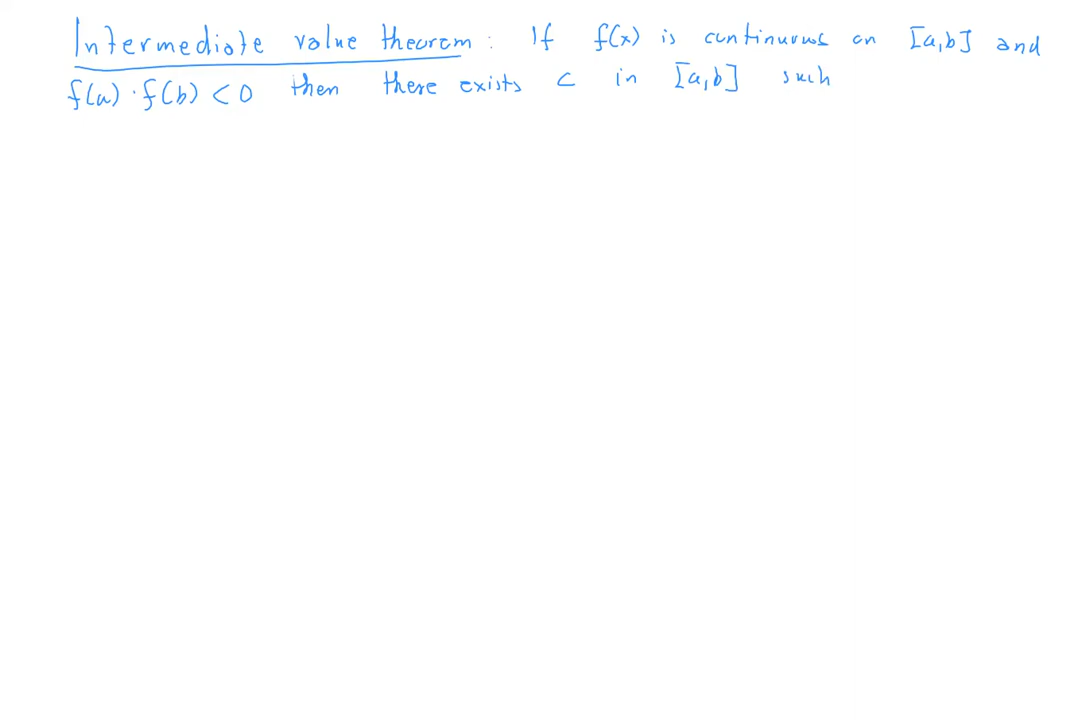 Intermediate value theorem: If f(x) is continuous on [a,b] and
f(a) · f(b) < 0 then there exists c in [a,b] such